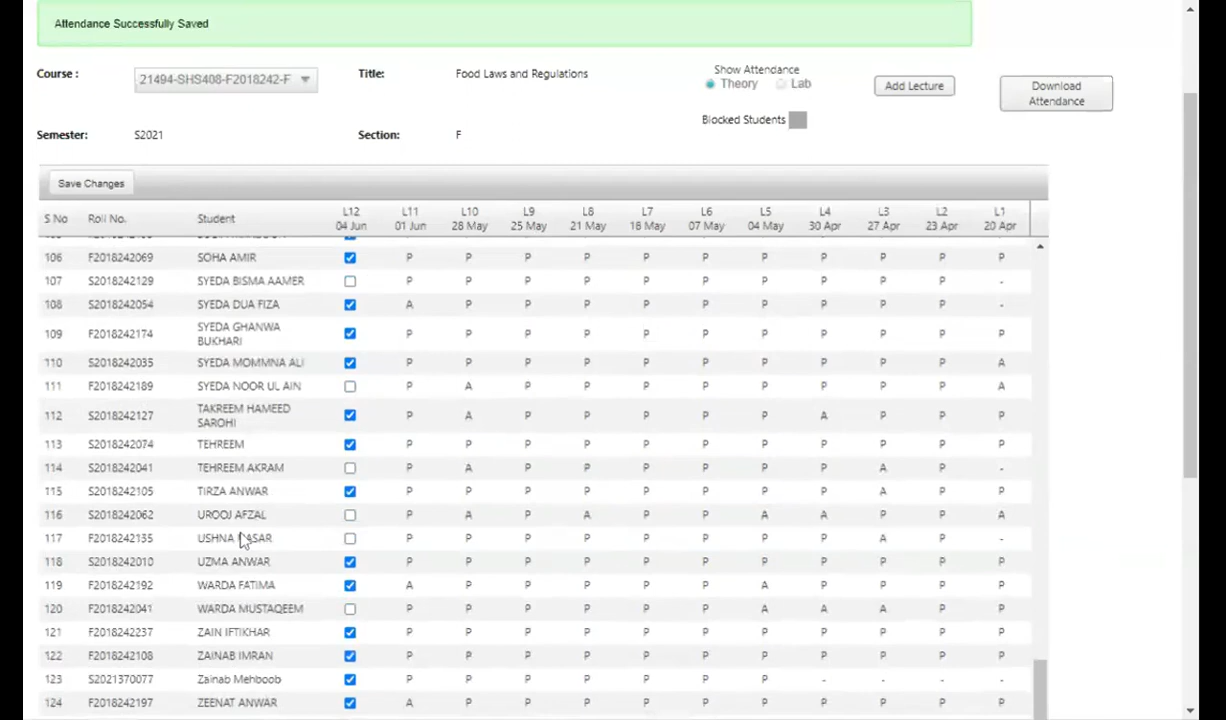 Attendance Successfully Saved
Course : 21494-SHS408-F2018242-F Title: Food Laws and Regulations Show Attendance Theory Lab Add Lecture Download Attendance
Blocked Students
Semester: S2021 Section: F
Save Changes
S No Roll No. Student L12 04 Jun L11 01 Jun L10 28 May L9 25 May L8 21 May L7 18 May L6 07 May L5 04 May L4 30 Apr L3 27 Apr L2 23 Apr L1 20 Apr
106 F2018242069 SOHA AMIR P P P P P P P P P P P
107 S2018242129 SYEDA BISMA AAMER P P P P P P P P P P -
108 S2018242054 SYEDA DUA FIZA A P P P P P P P P P -
109 F2018242174 SYEDA GHANWA BUKHARI P P P P P P P P P P P
110 S2018242035 SYEDA MOMMNA ALI P P P P P P P P P P A
111 F2018242189 SYEDA NOOR UL AIN P A P P P P P P P P A
112 S2018242127 TAKREEM HAMEED SAROHI P A P P P P P A P P P
113 S2018242074 TEHREEM P P P P P P P P P P P
114 S2018242041 TEHREEM AKRAM P A P P P P P P A P -
115 S2018242105 TIRZA ANWAR P P P P P P P P A P P
116 S2018242062 UROOJ AFZAL P A P A P P A A P P A
117 F2018242135 USHNA P P P P P P P P A P -
118 S2018242010 UZMA ANWAR P P P P P P P P P P P
119 F2018242192 WARDA FATIMA A P P P P P A P P P P
120 F2018242041 WARDA MUSTAQEEM P P P P P P A A A P P
121 F2018242237 ZAIN IFTIKHAR P P P P P P P P P P P
122 F2018242108 ZAINAB IMRAN P P P P P P P P P P P
123 S2021370077 Zainab Mehboob P P P P P P P - - - -
124 F2018242197 ZEENAT ANWAR A P P P P P P P P P P